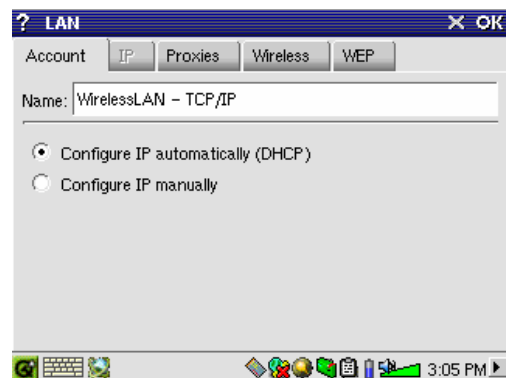 ? LAN X OK
Account IP Proxies Wireless WEP
Name: WirelessLAN – TCP/IP
Configure IP automatically (DHCP)
Configure IP manually
3:05 PM